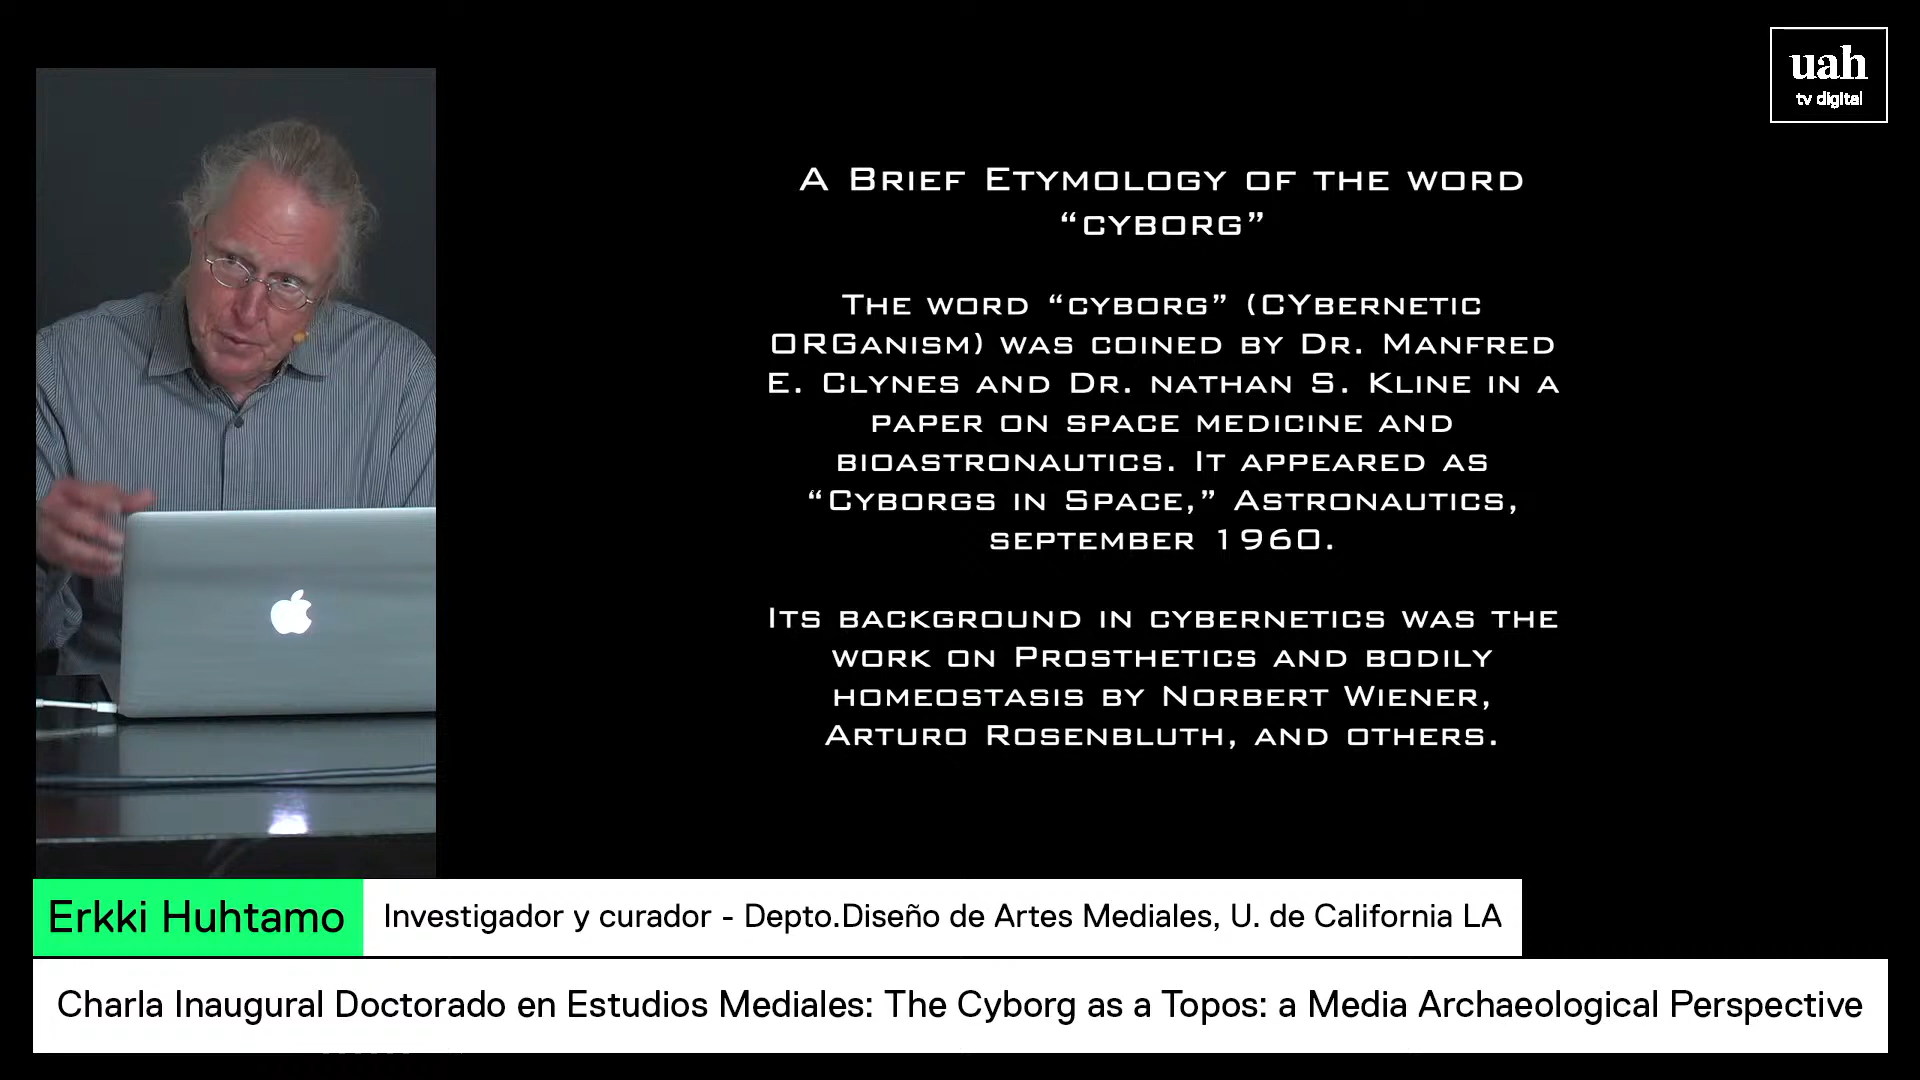 uah
tv digital
A BRIEF ETYMOLOGY OF THE WORD
“CYBORG”
THE WORD “CYBORG” (CYBERNETIC
ORGANISM) WAS COINED BY DR. MANFRED
E. CLYNES AND DR. NATHAN S. KLINE IN A
PAPER ON SPACE MEDICINE AND
BIOASTRONAUTICS. IT APPEARED AS
“CYBORGS IN SPACE,” ASTRONAUTICS,
SEPTEMBER 1960.
ITS BACKGROUND IN CYBERNETICS WAS THE
WORK ON PROSTHETICS AND BODILY
HOMEOSTASIS BY NORBERT WIENER,
ARTURO ROSENBLUTH, AND OTHERS.
Erkki Huhtamo
Investigador y curador - Depto.Diseño de Artes Mediales, U. de California LA
Charla Inaugural Doctorado en Estudios Mediales: The Cyborg as a Topos: a Media Archaeological Perspective